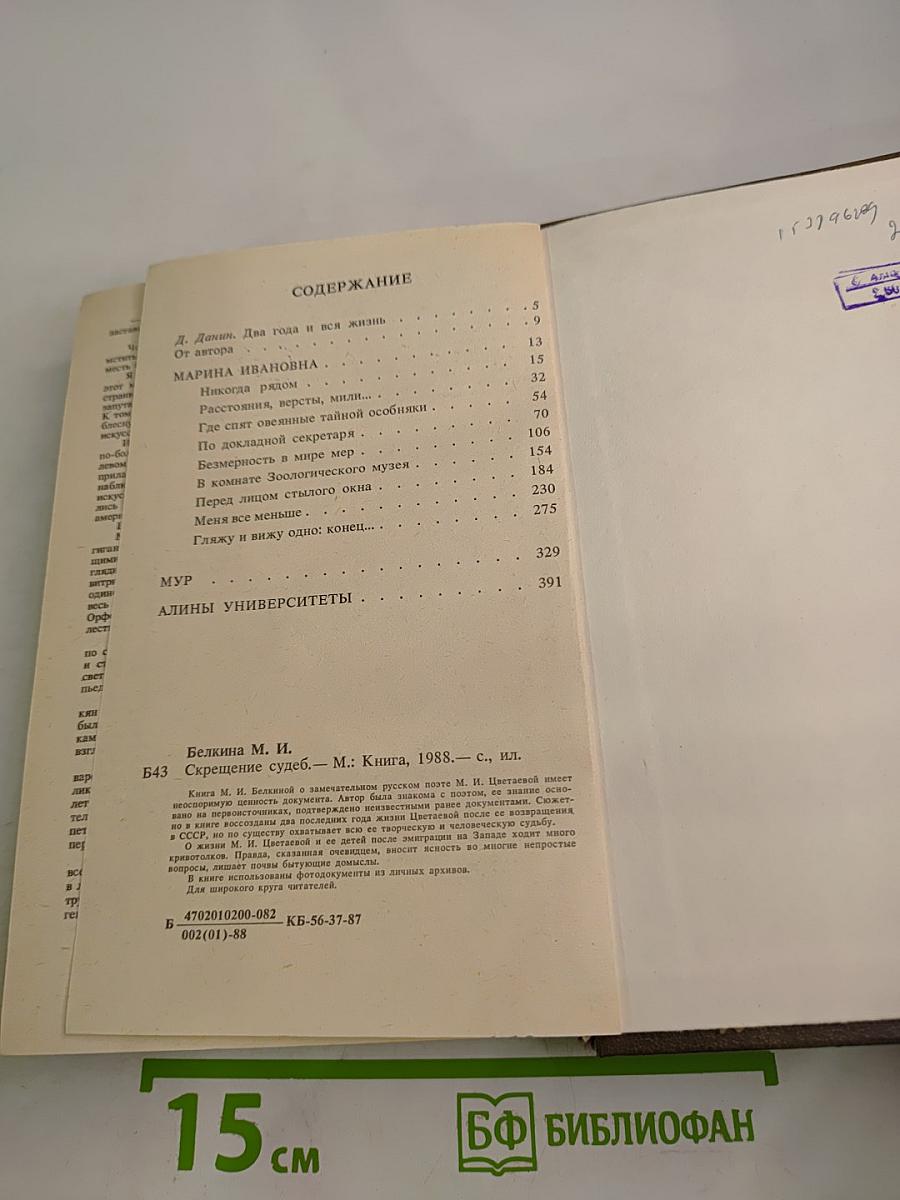 СОДЕРЖАНИЕ
Д. Данин. Два года и вся жизнь . . . . . . . . 5
От автора . . . . . . . . . . . . . . . . 9
МАРИНА ИВАНОВНА . . . . . . . . . . . 13
Никогда рядом . . . . . . . . . . . . . 15
Расстояния, версты, мили... . . . . . . . . . 32
Где спят овеянные тайной особняки . . . . . . 54
По докладной секретаря . . . . . . . . . . 70
Безмерность в мире мер . . . . . . . . . . 106
В комнате Зоологического музея . . . . . . . 154
Перед лицом стылого окна . . . . . . . . . 184
Меня все меньше . . . . . . . . . . . . 230
Гляжу и вижу одно: конец... . . . . . . . . . 275
МУР . . . . . . . . . . . . . . . . . 329
АЛИНЫ УНИВЕРСИТЕТЫ . . . . . . . . . 391
Белкина М. И.
Б43 Скрещение судеб.— М.: Книга, 1988.— с., ил.
Книга М. И. Белкиной о замечательном русском поэте М. И. Цветаевой имеет
неоспоримую ценность документа. Автор была знакома с поэтом, ее знание осно-
вано на первоисточниках, подтверждено неизвестными ранее документами. Сюжет-
но в книге воссозданы два последних года жизни Цветаевой после ее возвращения
в СССР, но по существу охватывает всю ее творческую и человеческую судьбу.
О жизни М. И. Цветаевой и ее детей после эмиграции на Западе ходит много
кривотолков. Правда, сказанная очевидцем, вносит ясность во многие непростые
вопросы, лишает почвы бытующие домыслы.
В книге использованы фотодокументы из личных архивов.
Для широкого круга читателей.
Б 4702010200-082 КБ-56-37-87
002(01)-88
15 см
БФ БИБЛИОФАН